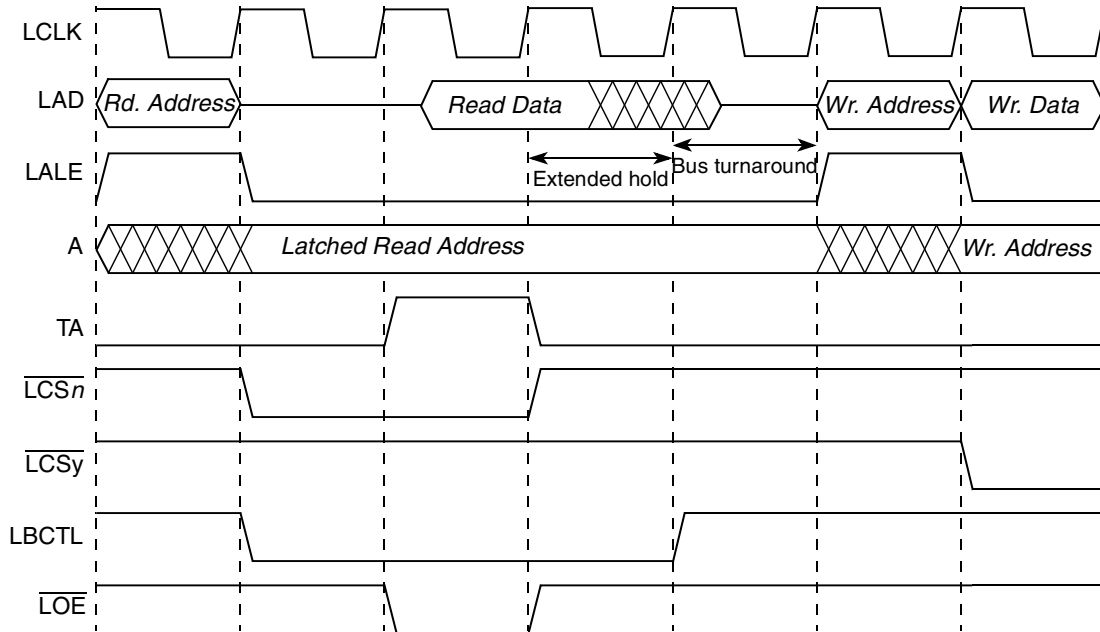 LCLK
LAD
Rd. Address
Read Data
Wr. Address
Wr. Data
LALE
Extended hold
Bus turnaround
A
Latched Read Address
Wr. Address
TA
LCSn
LCSy
LBCTL
LOE